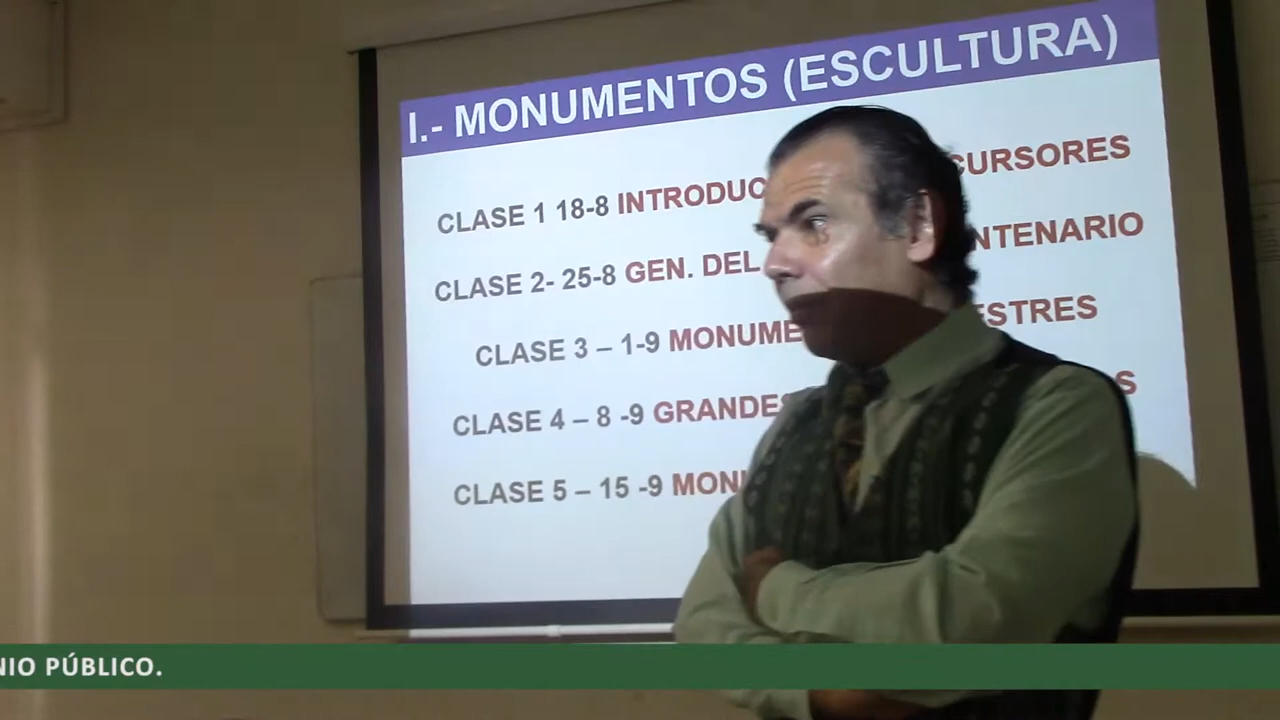 I.- MONUMENTOS (ESCULTURA)
CLASE 1 18-8 INTRODUC CURSORES
CLASE 2- 25-8 GEN. DEL NTENARIO
CLASE 3 – 1-9 MONUME ESTRES
CLASE 4 – 8 -9 GRANDES S
CLASE 5 – 15 -9 MONU
NIO PÚBLICO.